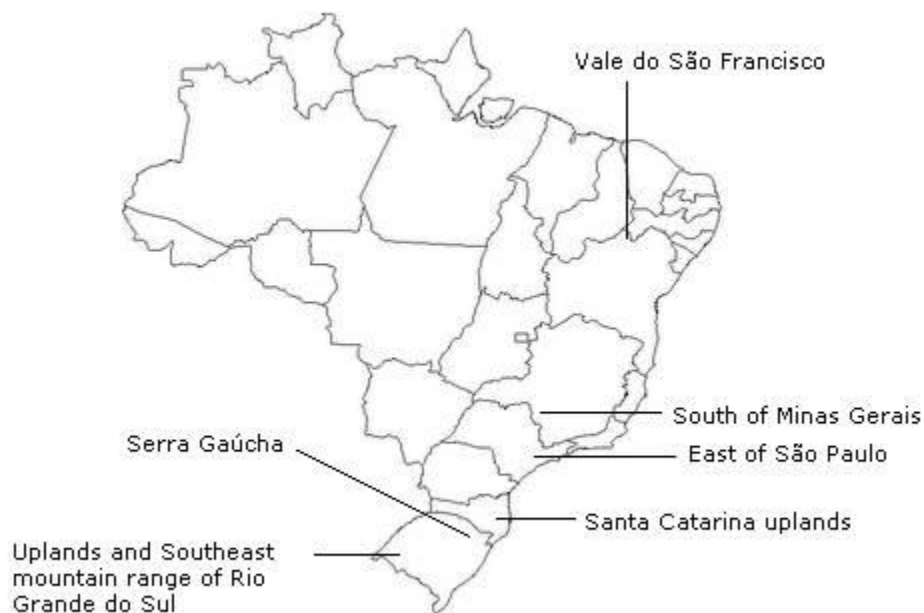 Vale do São Francisco
South of Minas Gerais
Serra Gaúcha
East of São Paulo
Santa Catarina uplands
Uplands and Southeast
mountain range of Rio
Grande do Sul